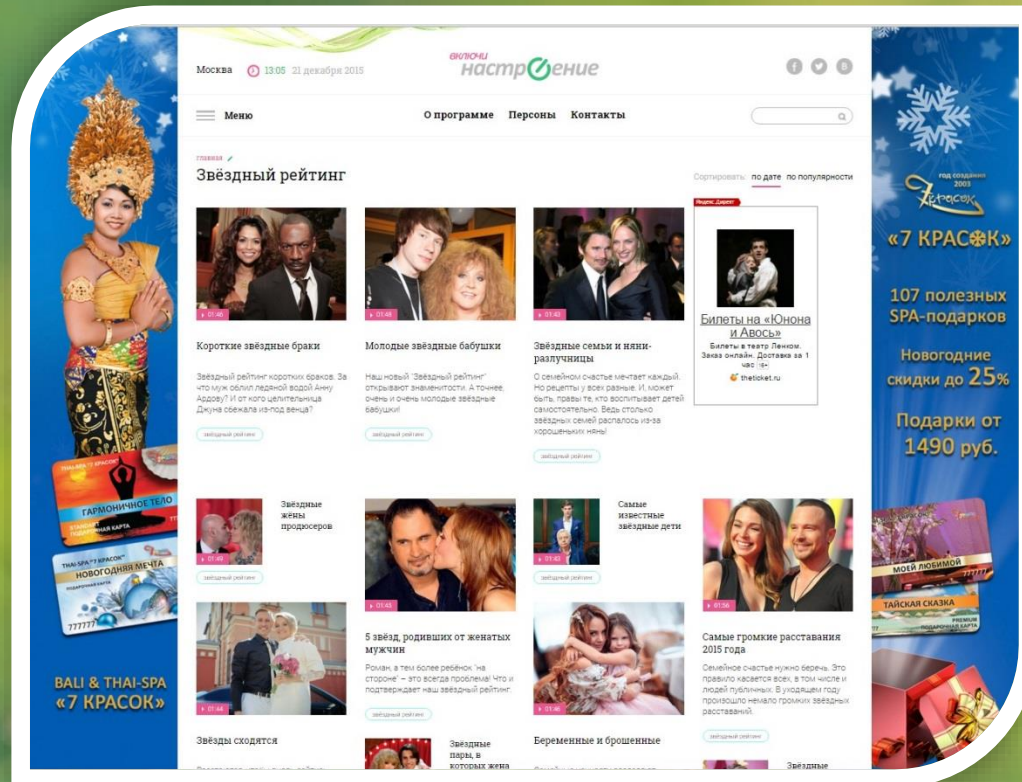 включи
настроение
Москва 13:05 21 декабря 2015
Меню
О программе Персоны Контакты
главная
Звёздный рейтинг
Сортировать: по дате по популярности
01:46
Короткие звёздные браки
Звёздный рейтинг коротких браков. За
что муж облил ледяной водой Анну
Ардову? И от кого целительница
Джуна сбежала из-под венца?
звёздный рейтинг
01:48
Молодые звёздные бабушки
Наш новый "Звёздный рейтинг"
открывают знаменитости. А точнее,
очень и очень молодые звёздные
бабушки!
звёздный рейтинг
01:43
Звёздные семьи и няни-
разлучницы
О семейном счастье мечтает каждый.
Но рецепты у всех разные. И, может
быть, правы те, кто воспитывает детей
самостоятельно. Ведь столько
звёздных семей распалось из-за
хорошеньких нянь!
звёздный рейтинг
Яндекс.Директ
Билеты на «Юнона
и Авось»
Билеты в театр Ленком.
Заказ онлайн. Доставка за 1
час 16+
theticket.ru
01:49
Звёздные
жёны
продюсеров
звёздный рейтинг
01:43
5 звёзд, родивших от женатых
мужчин
Роман, а тем более ребёнок "на
стороне" – это всегда проблема! Что и
подтверждает наш звёздный рейтинг.
звёздный рейтинг
01:43
Самые
известные
звёздные дети
звёздный рейтинг
01:56
Самые громкие расставания
2015 года
Семейное счастье нужно беречь. Это
правило касается всех, в том числе и
людей публичных. В уходящем году
произошло немало громких звёздных
расставаний.
звёздный рейтинг
01:44
Звёзды сходятся
Звёздные
пары, в
которых жена
01:46
Беременные и брошенные
Звёздные
THAI-SPA "7 КРАСОК"
ГАРМОНИЧНОЕ ТЕЛО
СТАНДАРТ
ПОДАРОЧНАЯ КАРТА
THAI-SPA "7 КРАСОК"
НОВОГОДНЯЯ МЕЧТА
ПОДАРОЧНАЯ КАРТА
777777
BALI & THAI-SPA
«7 КРАСОК»
год создания
2003
7 красок
«7 КРАСОК»
107 полезных
SPA-подарков
Новогодние
скидки до 25%
Подарки от
1490 руб.
МОЕЙ ЛЮБИМОЙ
ТАЙСКАЯ СКАЗКА
PREMIUM
ПОДАРОЧНАЯ КАРТА